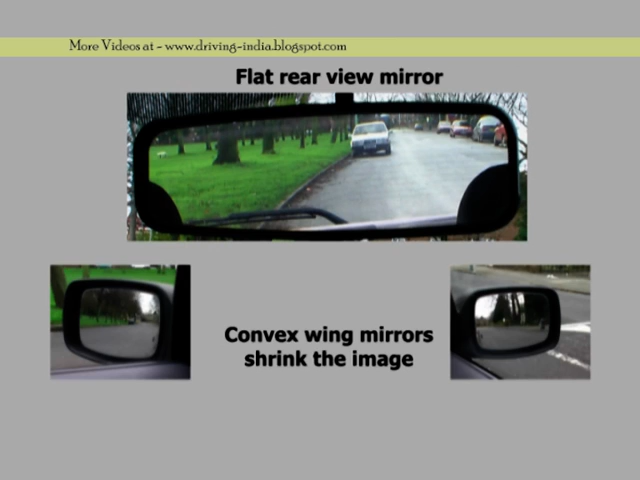 More Videos at - www.driving-india.blogspot.com
Flat rear view mirror
Convex wing mirrors
shrink the image